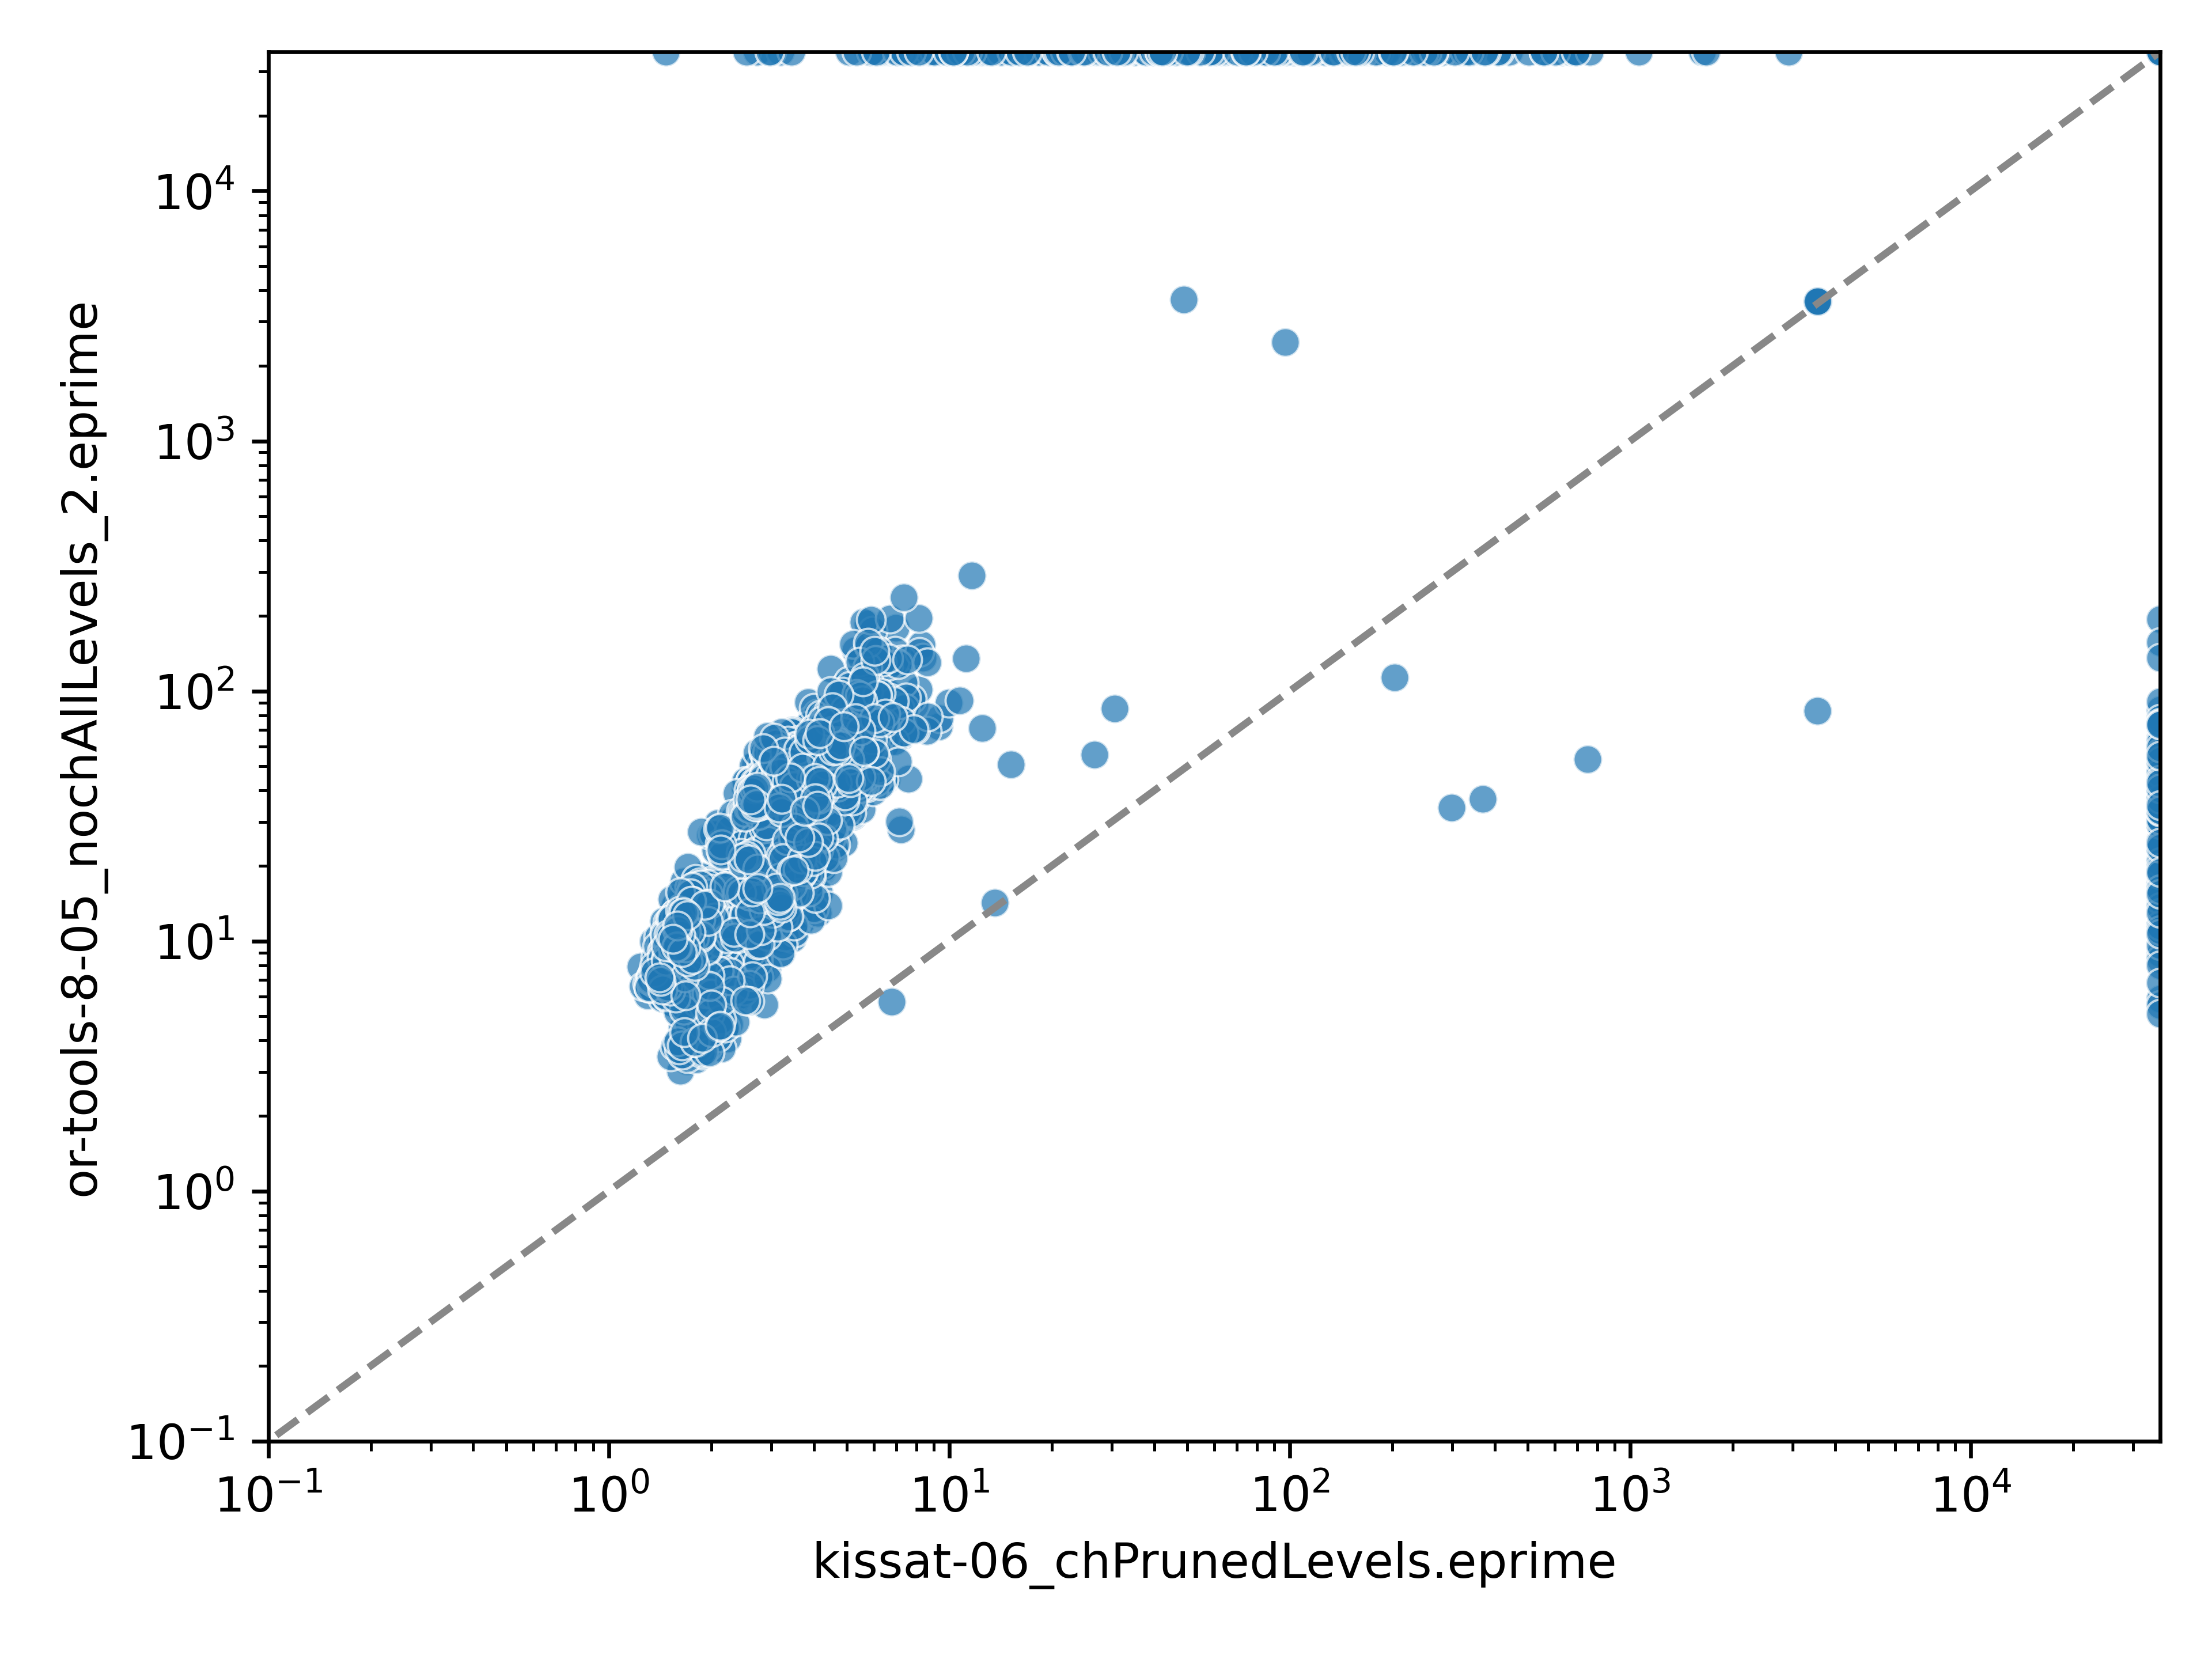 or-tools-8-05_nochAllLevels_2.eprime
10⁴
10³
10²
10¹
10⁰
10⁻¹
10⁻¹ 10⁰ 10¹ 10² 10³ 10⁴
kissat-06_chPrunedLevels.eprime